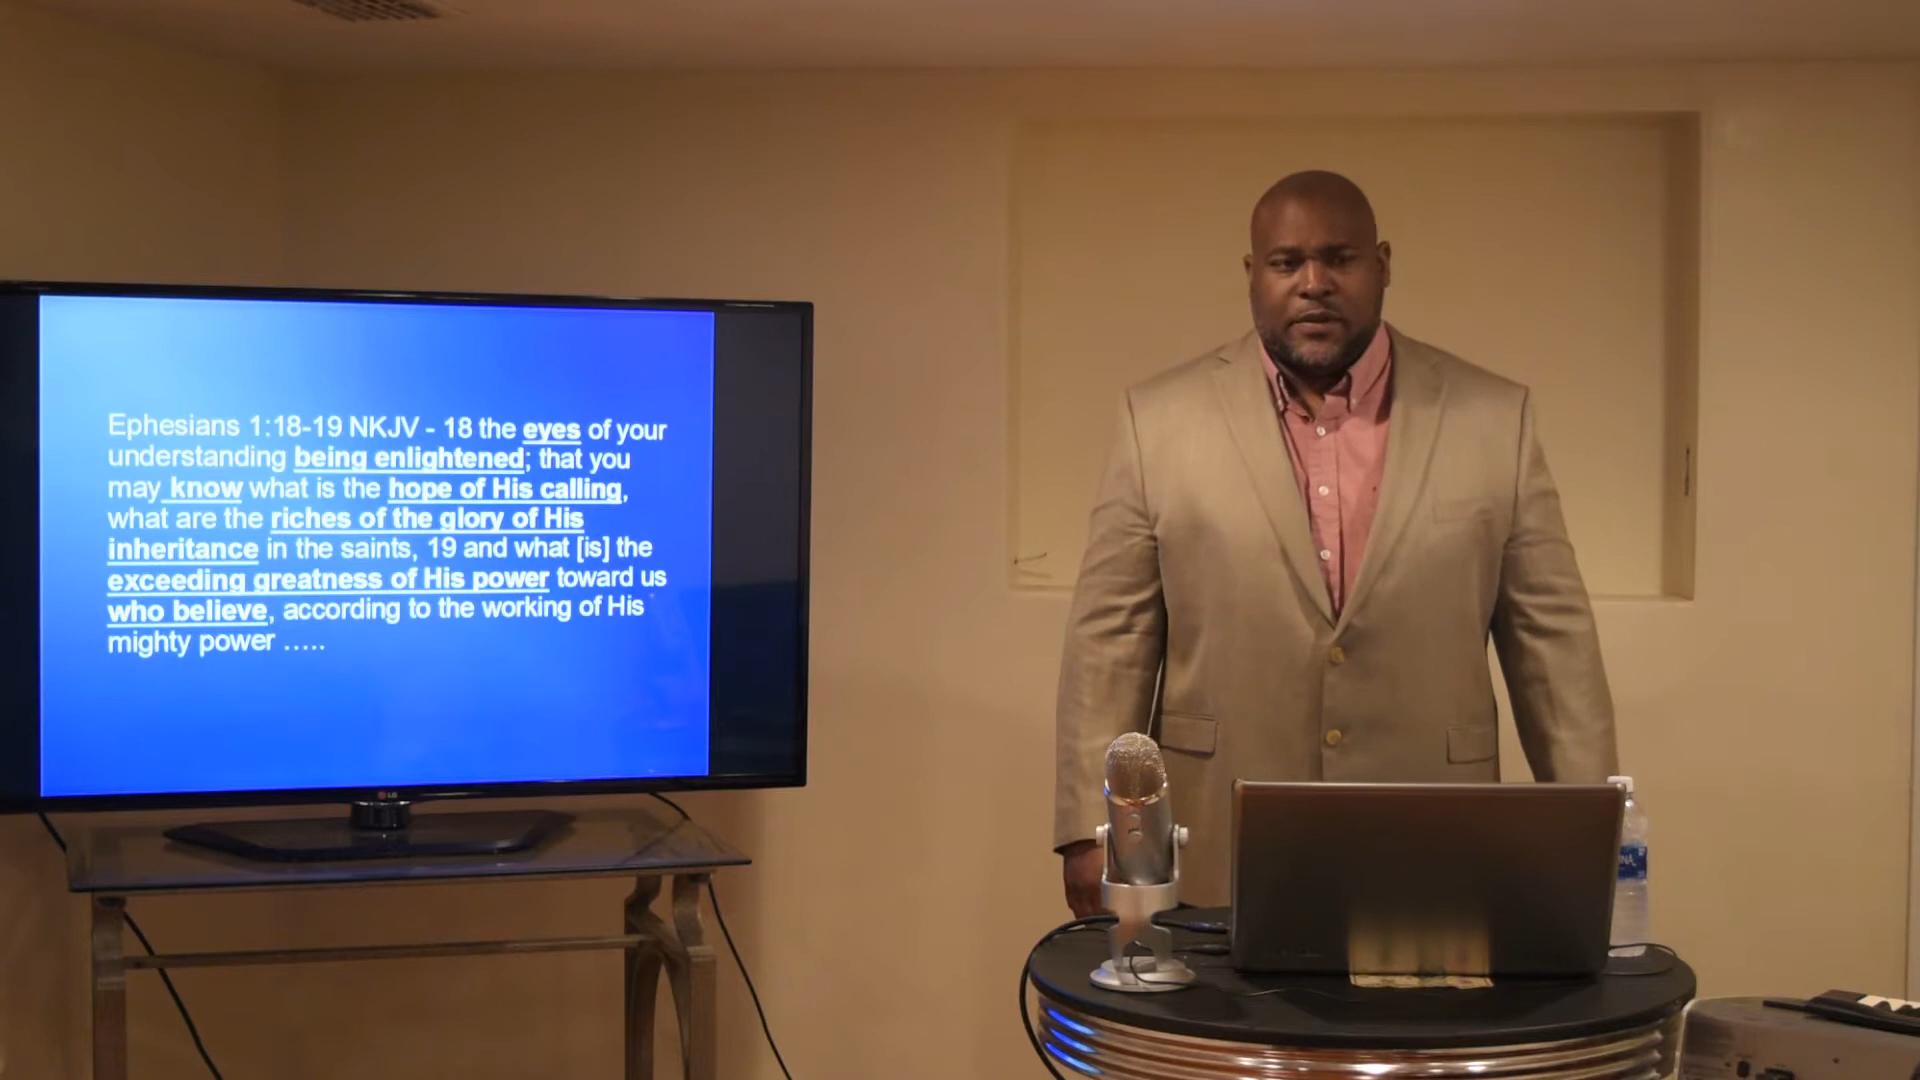 Ephesians 1:18-19 NKJV - 18 the eyes of your
understanding being enlightened; that you
may know what is the hope of His calling,
what are the riches of the glory of His
inheritance in the saints, 19 and what [is] the
exceeding greatness of His power toward us
who believe, according to the working of His
mighty power …..
LG